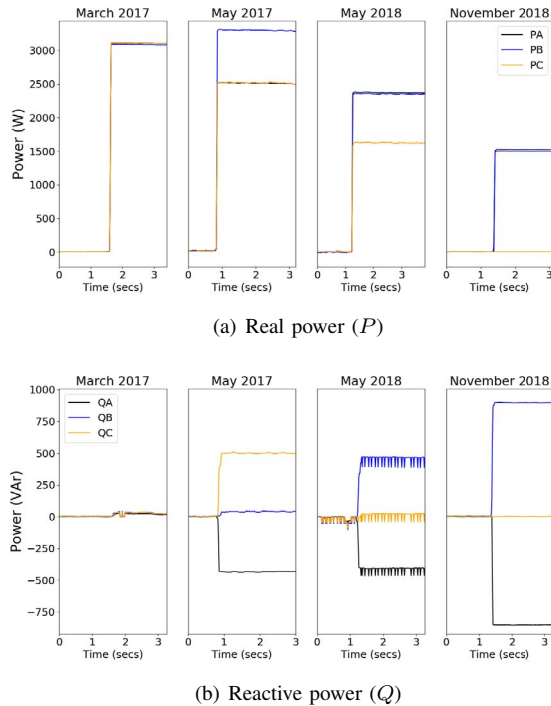 March 2017 May 2017 May 2018 November 2018
3000
2500
2000
1500
1000
500
0
Power (W)
PA
PB
PC
0 1 2 3 0 1 2 3 0 1 2 3 0 1 2 3
Time (secs) Time (secs) Time (secs) Time (secs)
(a) Real power (P)
March 2017 May 2017 May 2018 November 2018
1000
750
500
250
0
−250
−500
−750
Power (VAr)
QA
QB
QC
0 1 2 3 0 1 2 3 0 1 2 3 0 1 2 3
Time (secs) Time (secs) Time (secs) Time (secs)
(b) Reactive power (Q)